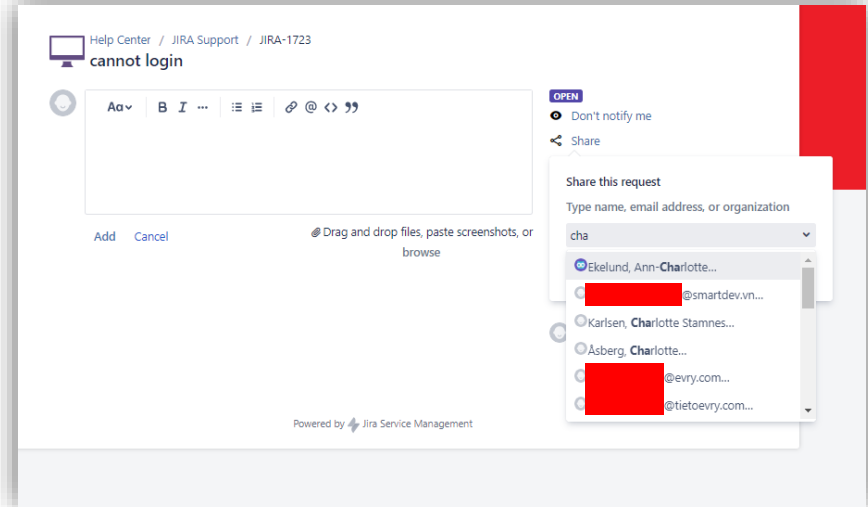 Help Center / JIRA Support / JIRA-1723
cannot login
Aa B I ...
OPEN
Don't notify me
Share
Share this request
Type name, email address, or organization
cha
Ekelund, Ann-Charlotte...
@smartdev.vn...
Karlsen, Charlotte Stamnes...
Åsberg, Charlotte...
@evry.com...
@tietoevry.com...
Add Cancel
Drag and drop files, paste screenshots, or
browse
Powered by Jira Service Management